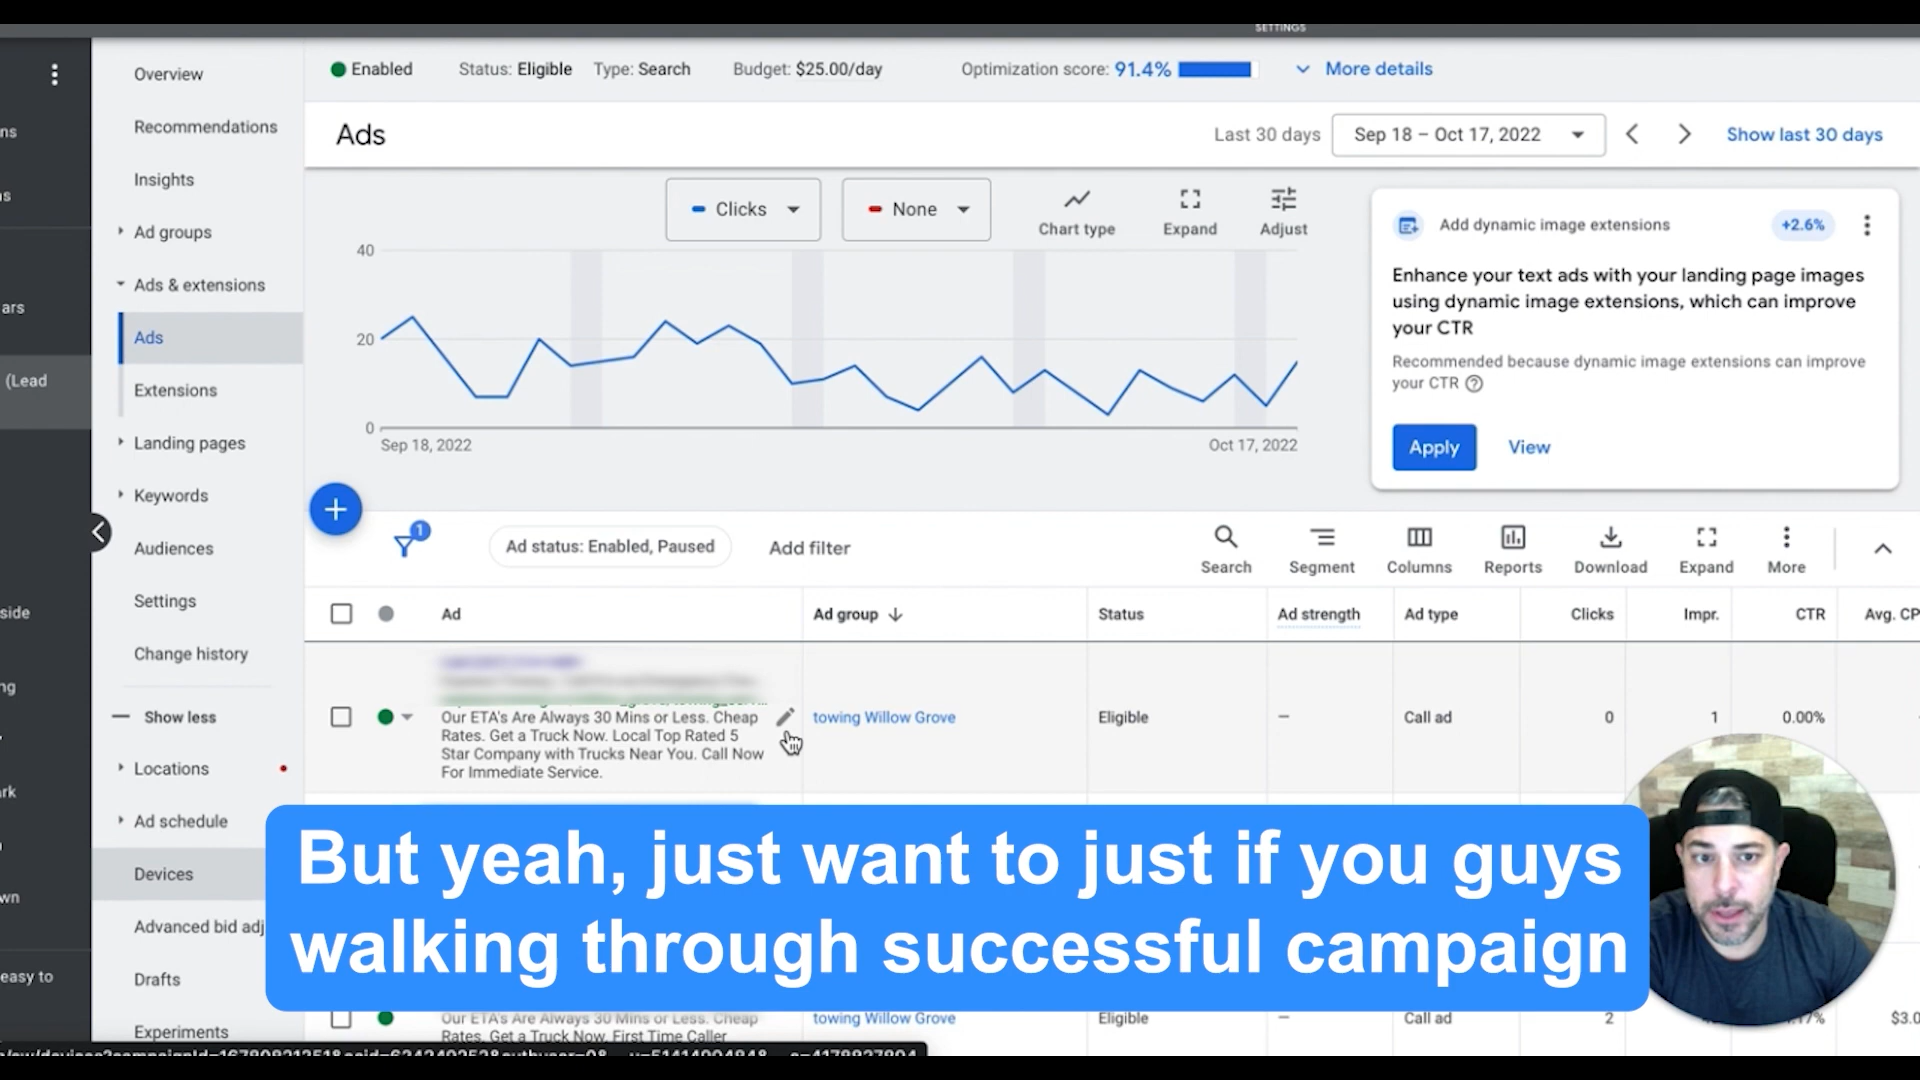 SETTINGS
Enabled
Status: Eligible
Type: Search
Budget: $25.00/day
Optimization score: 91.4%
More details
Overview
Recommendations
Insights
Ad groups
Ads & extensions
Ads
Extensions
Landing pages
Keywords
Audiences
Settings
Change history
Show less
Locations
Ad schedule
Devices
Advanced bid adj
Drafts
Experiments
ns
s
ars
(Lead
side
ng
rk
wn
easy to
Ads
Last 30 days
Sep 18 – Oct 17, 2022
Show last 30 days
Clicks
None
Chart type
Expand
Adjust
40
20
0
Sep 18, 2022
Oct 17, 2022
Add dynamic image extensions
+2.6%
Enhance your text ads with your landing page images
using dynamic image extensions, which can improve
your CTR
Recommended because dynamic image extensions can improve
your CTR
Apply
View
1
Ad status: Enabled, Paused
Add filter
Search
Segment
Columns
Reports
Download
Expand
More
Ad
Ad group
Status
Ad strength
Ad type
Clicks
Impr.
CTR
Avg. CP
Our ETA's Are Always 30 Mins or Less. Cheap
Rates. Get a Truck Now. Local Top Rated 5
Star Company with Trucks Near You. Call Now
For Immediate Service.
towing Willow Grove
Eligible
–
Call ad
0
1
0.00%
But yeah, just want to just if you guys
walking through successful campaign
Our ETA's Are Always 30 Mins or Less. Cheap
Rates. Get a Truck Now. First Time Caller
towing Willow Grove
Eligible
–
Call ad
2
$3.0